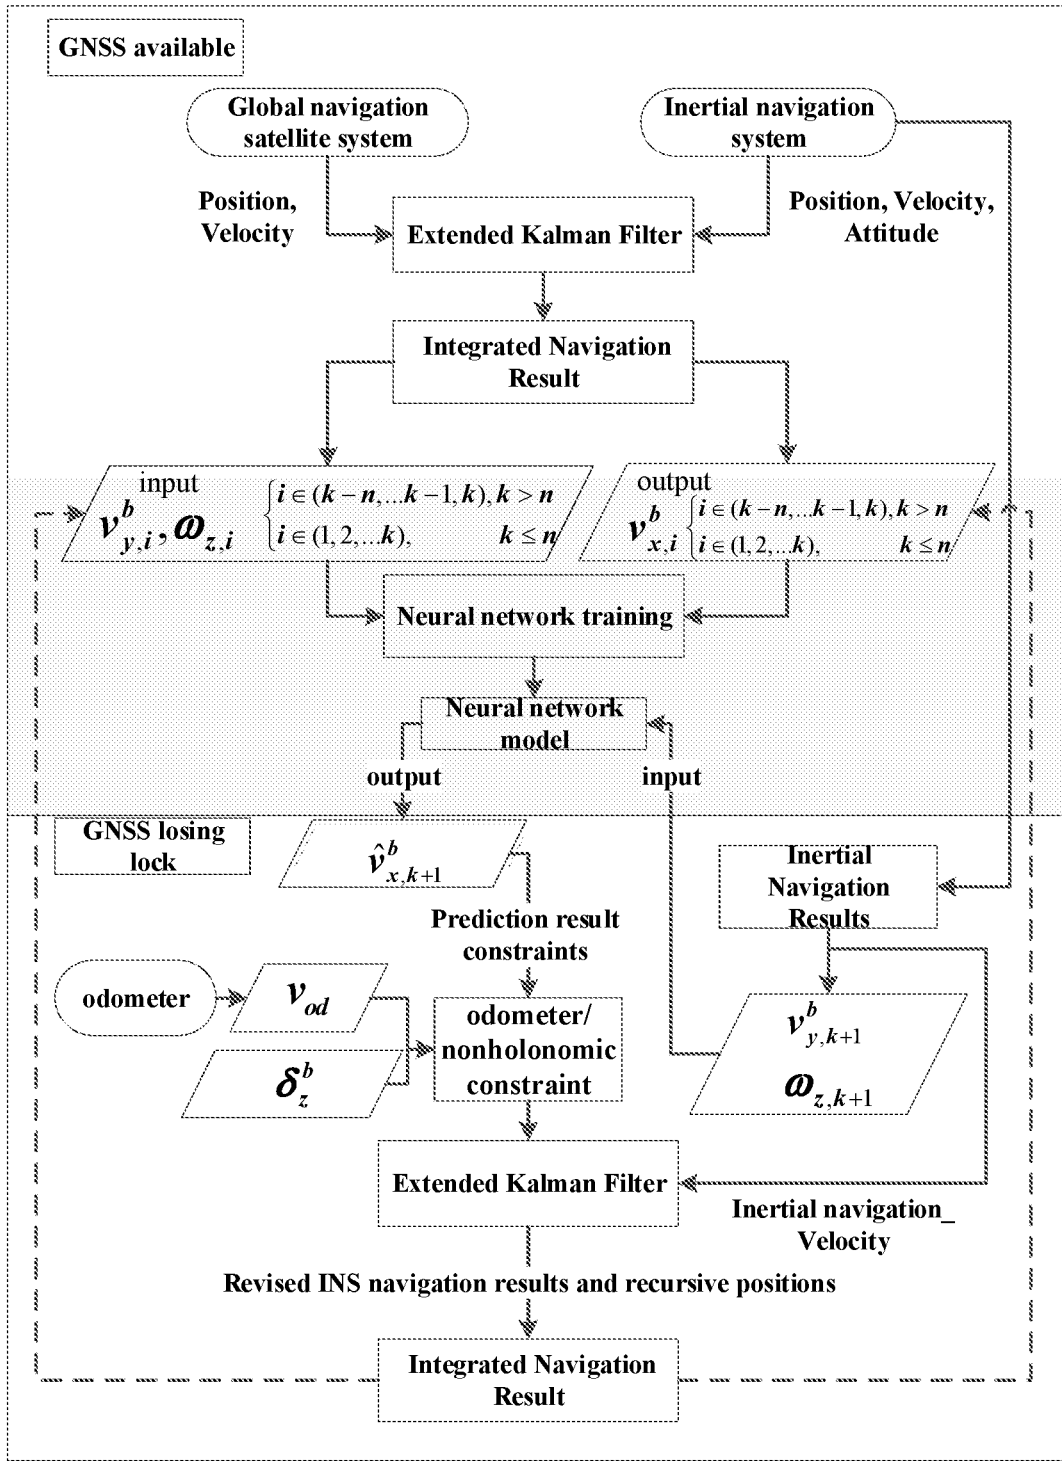 GNSS available
Global navigation
satellite system
Inertial navigation
system
Position,
Velocity
Position, Velocity,
Attitude
Extended Kalman Filter
Integrated Navigation
Result
input
v^b_{y,i}, ω_{z,i} { i ∈ (k − n, ...k − 1, k), k > n
i ∈ (1, 2, ...k), k ≤ n
output
v^b_{x,i} { i ∈ (k − n, ...k − 1, k), k > n
i ∈ (1, 2, ...k), k ≤ n
Neural network training
Neural network
model
output
input
GNSS losing
lock
v̂^b_{x,k+1}
Inertial
Navigation
Results
Prediction result
constraints
odometer
v_{od}
δ^b_z
odometer/
nonholonomic
constraint
v^b_{y,k+1}
ω_{z,k+1}
Extended Kalman Filter
Inertial navigation_
Velocity
Revised INS navigation results and recursive positions
Integrated Navigation
Result